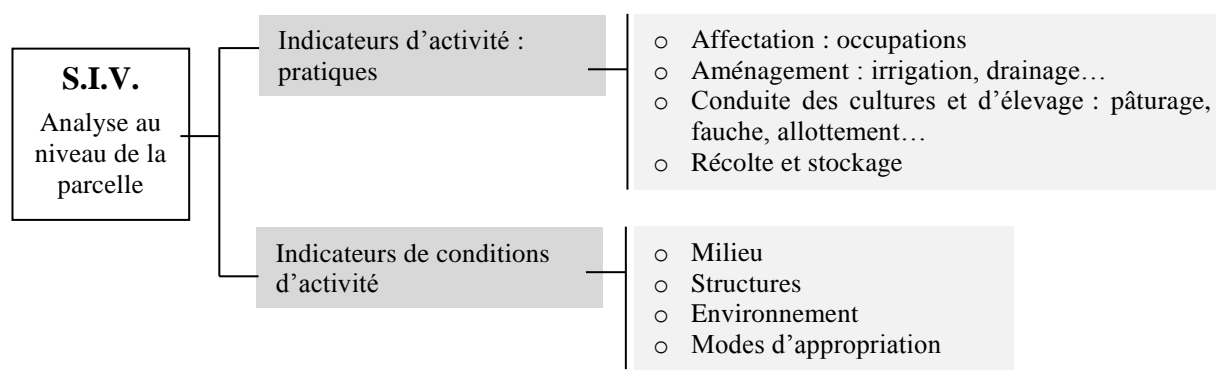 S.I.V.
Analyse au
niveau de la
parcelle
Indicateurs d’activité :
pratiques
o Affectation : occupations
o Aménagement : irrigation, drainage…
o Conduite des cultures et d’élevage : pâturage,
fauche, allottement…
o Récolte et stockage
Indicateurs de conditions
d’activité
o Milieu
o Structures
o Environnement
o Modes d’appropriation